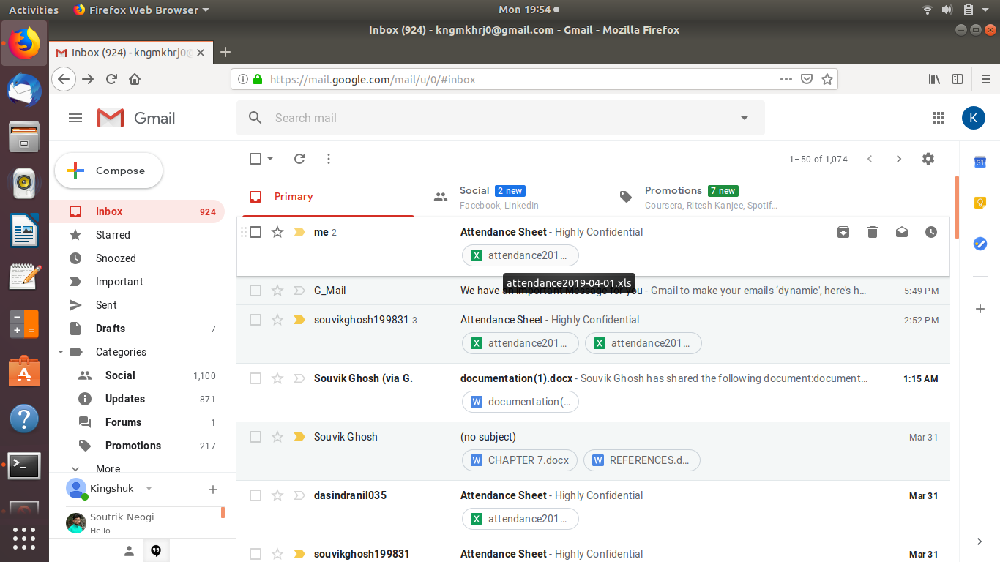 Activities Firefox Web Browser Mon 19:54
Inbox (924) - kngmkhrj0@gmail.com - Gmail - Mozilla Firefox
Inbox (924) - kngmkhrj0@
https://mail.google.com/mail/u/0/#inbox
Gmail Search mail K
Compose 1–50 of 1,074 31
Primary Social 2 new Promotions 7 new
Facebook, LinkedIn Coursera, Ritesh Kanjee, Spotif...
Inbox 924
Starred
Snoozed
Important
Sent
Drafts 7
Categories
Social 1,100
Updates 871
Forums 1
Promotions 217
More
Kingshuk
Soutrik Neogi
Hello
me 2 Attendance Sheet - Highly Confidential
X attendance201...
attendance2019-04-01.xls
G_Mail We have an important Message for you - Gmail to make your emails 'dynamic', here's h... 5:49 PM
souvikghosh199831 3 Attendance Sheet - Highly Confidential 2:52 PM
X attendance201... X attendance201...
Souvik Ghosh (via G. documentation(1).docx - Souvik Ghosh has shared the following document:document... 1:15 AM
W documentation(...
Souvik Ghosh (no subject) Mar 31
W CHAPTER 7.docx W REFERENCES.d...
dasindranil035 Attendance Sheet - Highly Confidential Mar 31
X attendance201...
souvikghosh199831 Attendance Sheet - Highly Confidential Mar 31